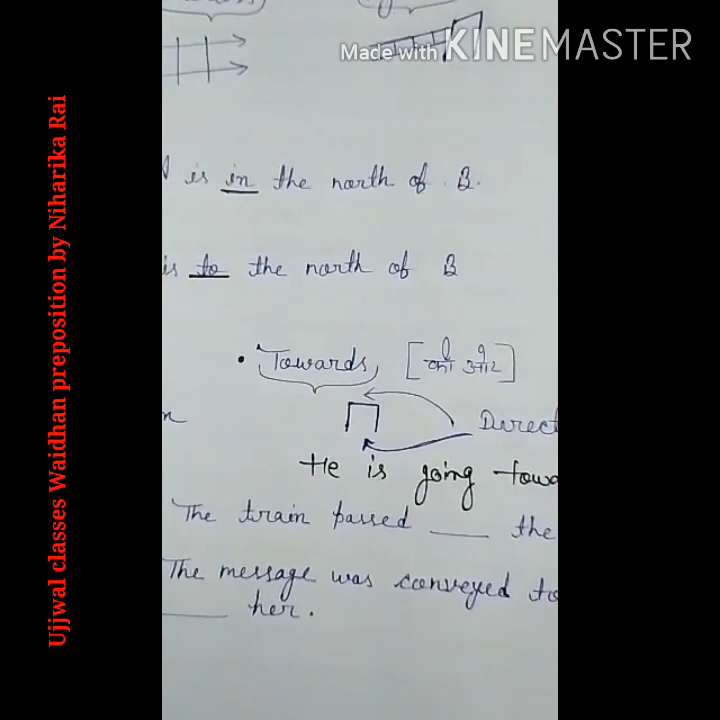 Made with KINEMASTER
is in the north of B.
is to the north of B
• Towards [की ओर]
Direct
He is going towa
The train passed ___ the
The message was conveyed to
___ her.
Ujjwal classes Waidhan preposition by Niharika Rai